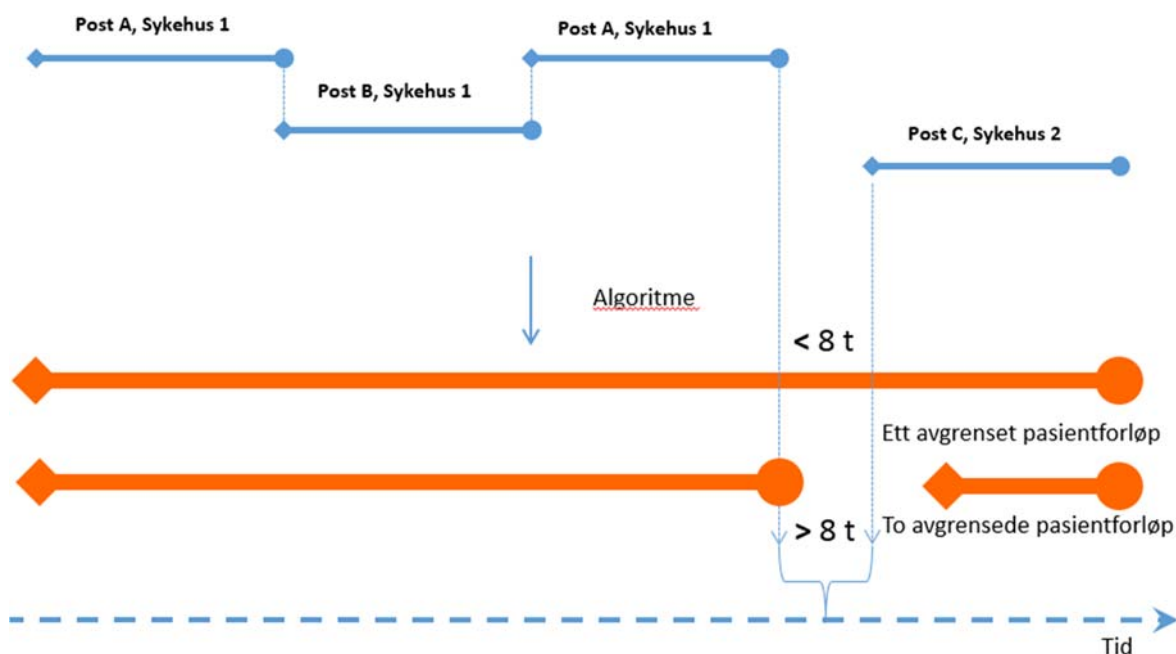 Post A, Sykehus 1
Post A, Sykehus 1
Post B, Sykehus 1
Post C, Sykehus 2
Algoritme
< 8 t
Ett avgrenset pasientforløp
> 8 t
To avgrensede pasientforløp
Tid